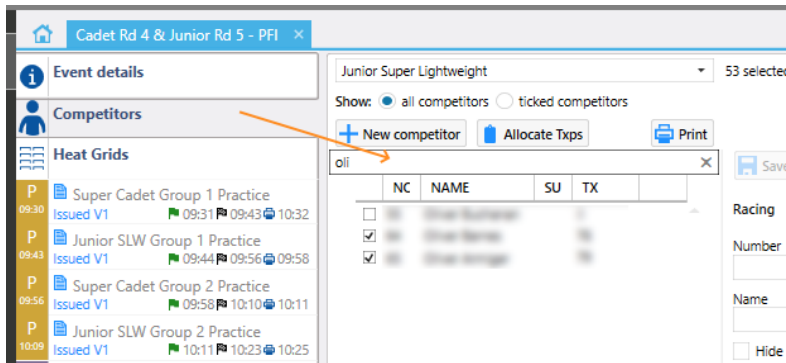 Cadet Rd 4 & Junior Rd 5 - PFI ×
Event details
Competitors
Heat Grids
P
09:30
Super Cadet Group 1 Practice
Issued V1 09:31 09:43 10:32
P
09:43
Junior SLW Group 1 Practice
Issued V1 09:44 09:56 09:58
P
09:56
Super Cadet Group 2 Practice
Issued V1 09:58 10:10 10:11
P
10:09
Junior SLW Group 2 Practice
Issued V1 10:11 10:23 10:25
Junior Super Lightweight
53 selected
Show: all competitors ticked competitors
New competitor Allocate Txps Print
oli
NC NAME SU TX
Save
Racing
Number
Name
Hide